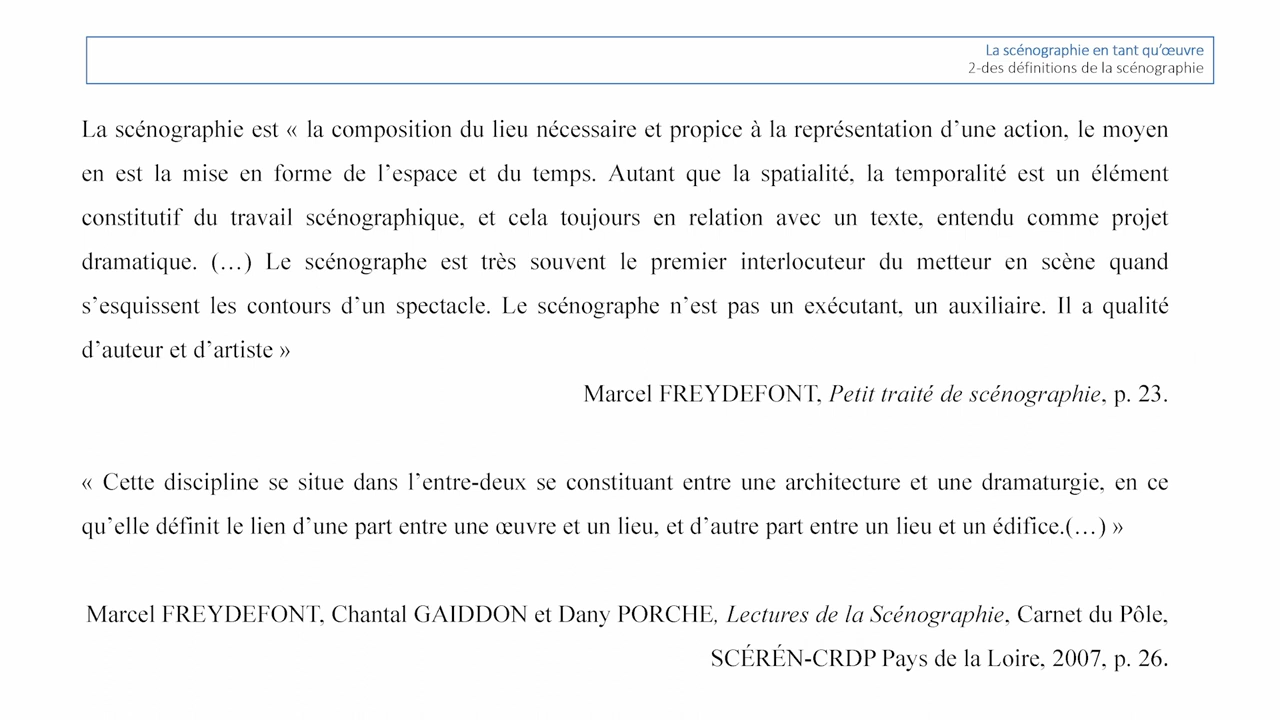 La scénographie en tant qu'œuvre
2-des définitions de la scénographie
La scénographie est « la composition du lieu nécessaire et propice à la représentation d’une action, le moyen
en est la mise en forme de l’espace et du temps. Autant que la spatialité, la temporalité est un élément
constitutif du travail scénographique, et cela toujours en relation avec un texte, entendu comme projet
dramatique. (…) Le scénographe est très souvent le premier interlocuteur du metteur en scène quand
s’esquissent les contours d’un spectacle. Le scénographe n’est pas un exécutant, un auxiliaire. Il a qualité
d’auteur et d’artiste »
Marcel FREYDEFONT, Petit traité de scénographie, p. 23.
« Cette discipline se situe dans l’entre-deux se constituant entre une architecture et une dramaturgie, en ce
qu’elle définit le lien d’une part entre une œuvre et un lieu, et d’autre part entre un lieu et un édifice.(…) »
Marcel FREYDEFONT, Chantal GAIDDON et Dany PORCHE, Lectures de la Scénographie, Carnet du Pôle,
SCÉRÉN-CRDP Pays de la Loire, 2007, p. 26.